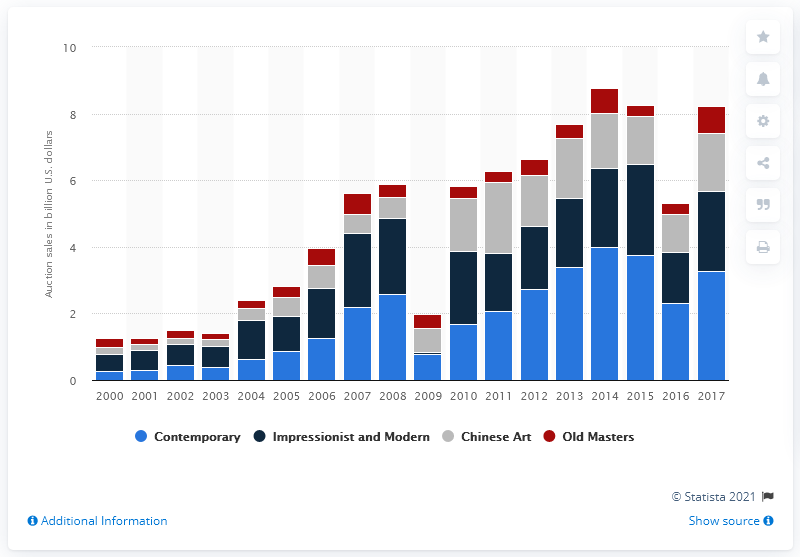 Auction sales in billion U.S. dollars
10
8
6
4
2
0
2000 2001 2002 2003 2004 2005 2006 2007 2008 2009 2010 2011 2012 2013 2014 2015 2016 2017
Contemporary Impressionist and Modern Chinese Art Old Masters
© Statista 2021
Additional Information Show source